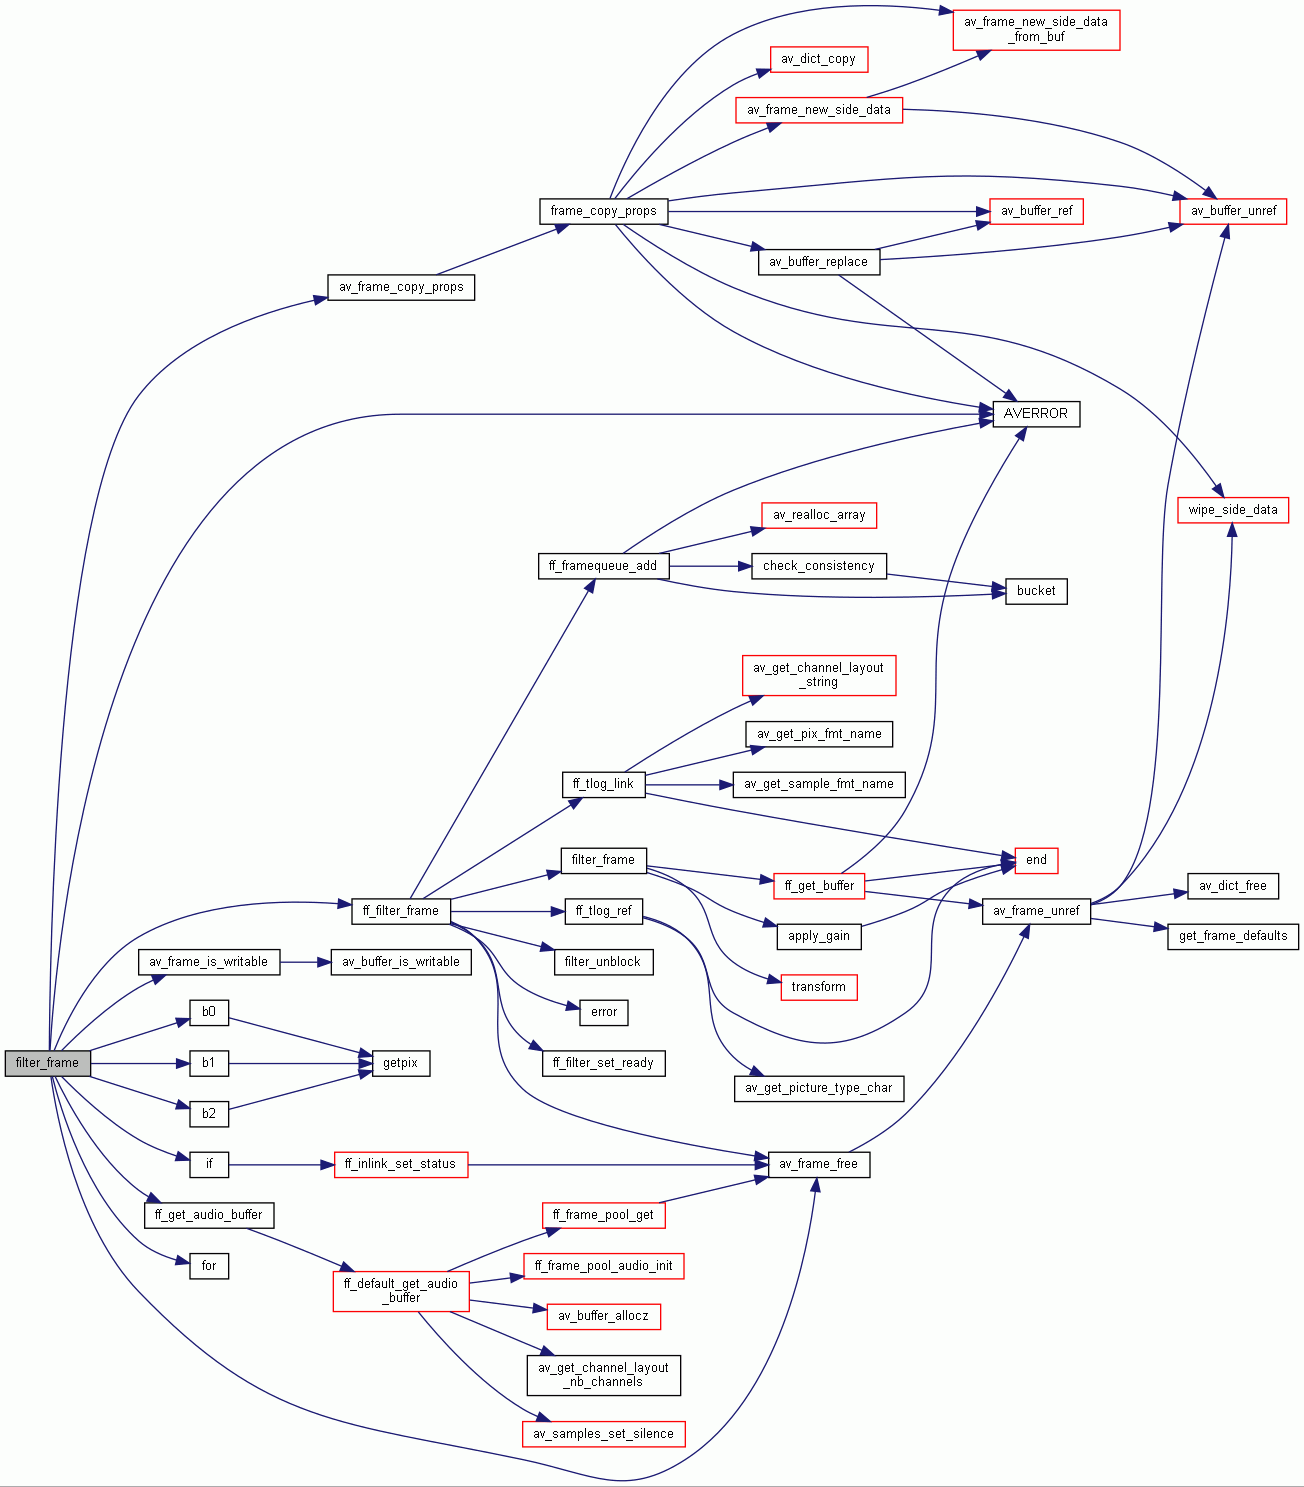 av_frame_new_side_data
_from_buf
av_dict_copy
av_frame_new_side_data
frame_copy_props
av_buffer_ref
av_buffer_unref
av_buffer_replace
av_frame_copy_props
AVERROR
wipe_side_data
av_realloc_array
ff_framequeue_add
check_consistency
bucket
av_get_channel_layout
_string
av_get_pix_fmt_name
ff_tlog_link
av_get_sample_fmt_name
filter_frame
end
ff_get_buffer
av_dict_free
ff_filter_frame
ff_tlog_ref
av_frame_unref
apply_gain
get_frame_defaults
av_frame_is_writable
av_buffer_is_writable
filter_unblock
transform
b0
error
filter_frame
b1
getpix
ff_filter_set_ready
av_get_picture_type_char
b2
if
ff_inlink_set_status
av_frame_free
ff_get_audio_buffer
ff_frame_pool_get
for
ff_frame_pool_audio_init
ff_default_get_audio
_buffer
av_buffer_allocz
av_get_channel_layout
_nb_channels
av_samples_set_silence